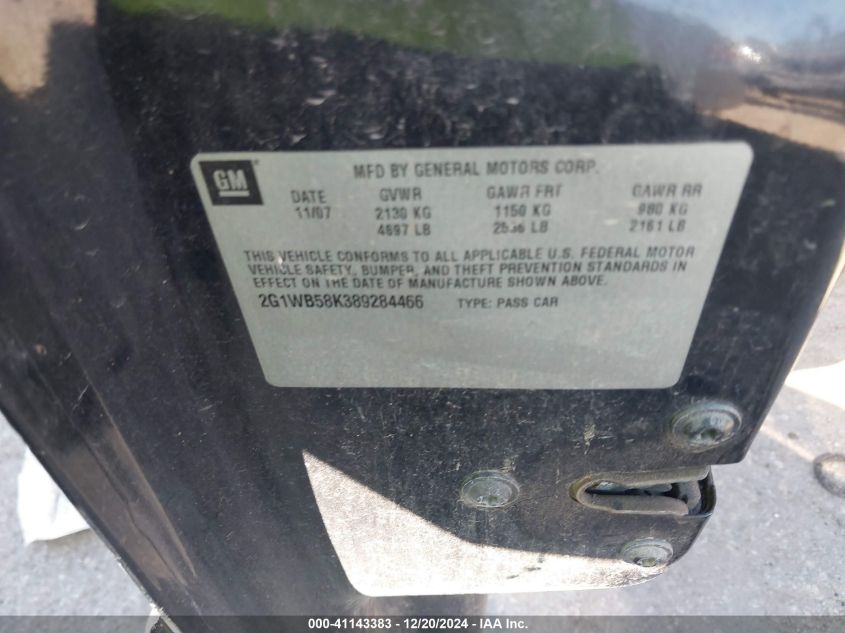 GM
MFD BY GENERAL MOTORS CORP.
DATE GVWR GAWR FRT GAWR RR
11/07 2130 KG 1150 KG 980 KG
4697 LB 2536 LB 2161 LB
THIS VEHICLE CONFORMS TO ALL APPLICABLE U.S. FEDERAL MOTOR
VEHICLE SAFETY, BUMPER, AND THEFT PREVENTION STANDARDS IN
EFFECT ON THE DATE OF MANUFACTURE SHOWN ABOVE.
2G1WB58K389284466 TYPE: PASS CAR
000-41143383 - 12/20/2024 - IAA Inc.